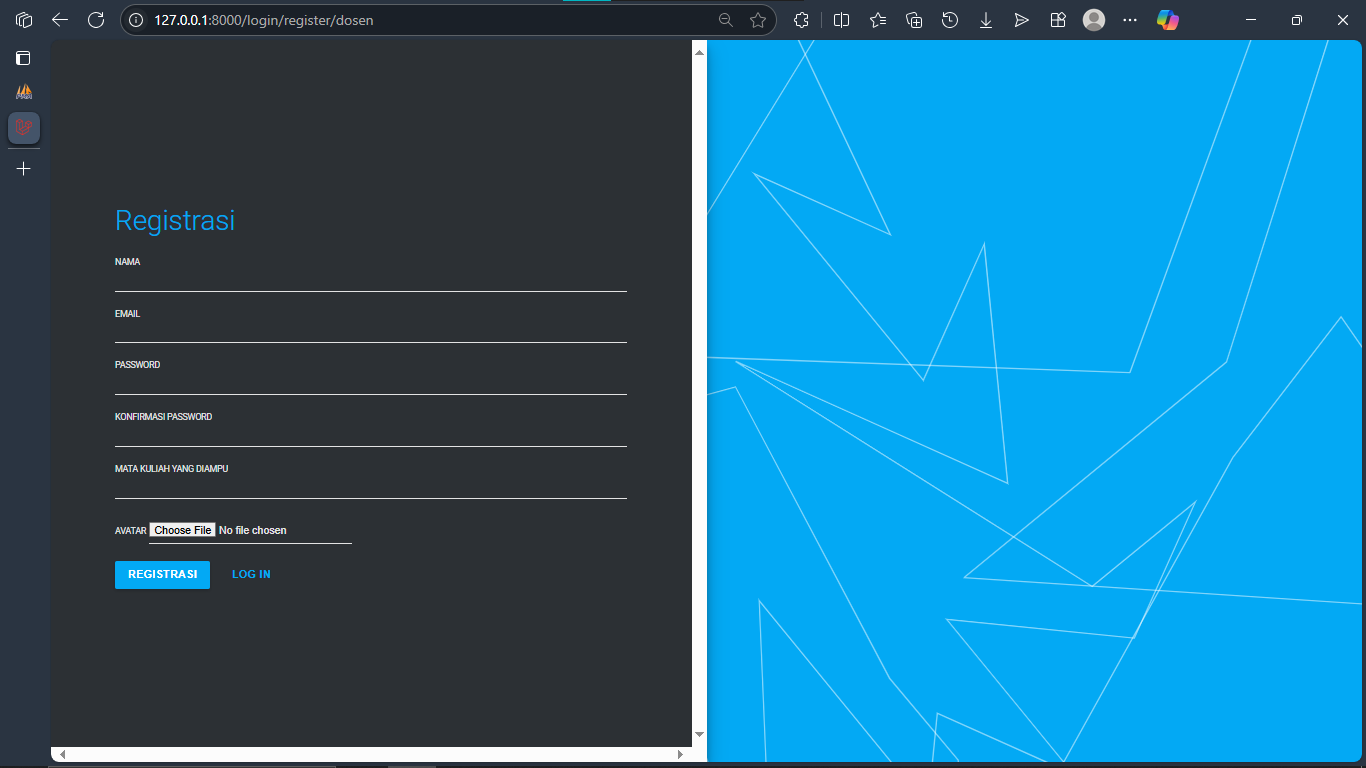 127.0.0.1:8000/login/register/dosen
Registrasi
NAMA
EMAIL
PASSWORD
KONFIRMASI PASSWORD
MATA KULIAH YANG DIAMPU
AVATAR Choose File No file chosen
REGISTRASI LOG IN